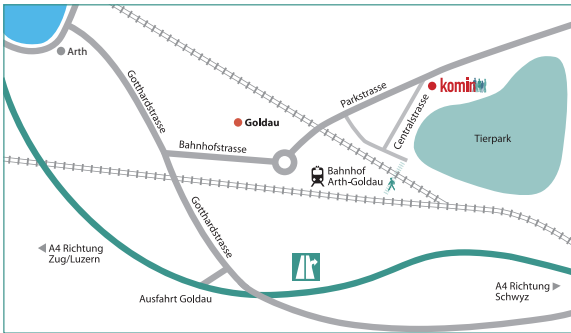 Arth
Gotthardstrasse
Parkstrasse
komin
Goldau
Centralstrasse
Tierpark
Bahnhofstrasse
Bahnhof
Arth-Goldau
Gotthardstrasse
A4 Richtung
Zug/Luzern
Ausfahrt Goldau
A4 Richtung
Schwyz